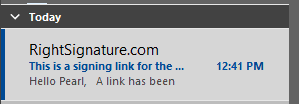 Today
RightSignature.com
This is a signing link for the ... 12:41 PM
Hello Pearl, A link has been